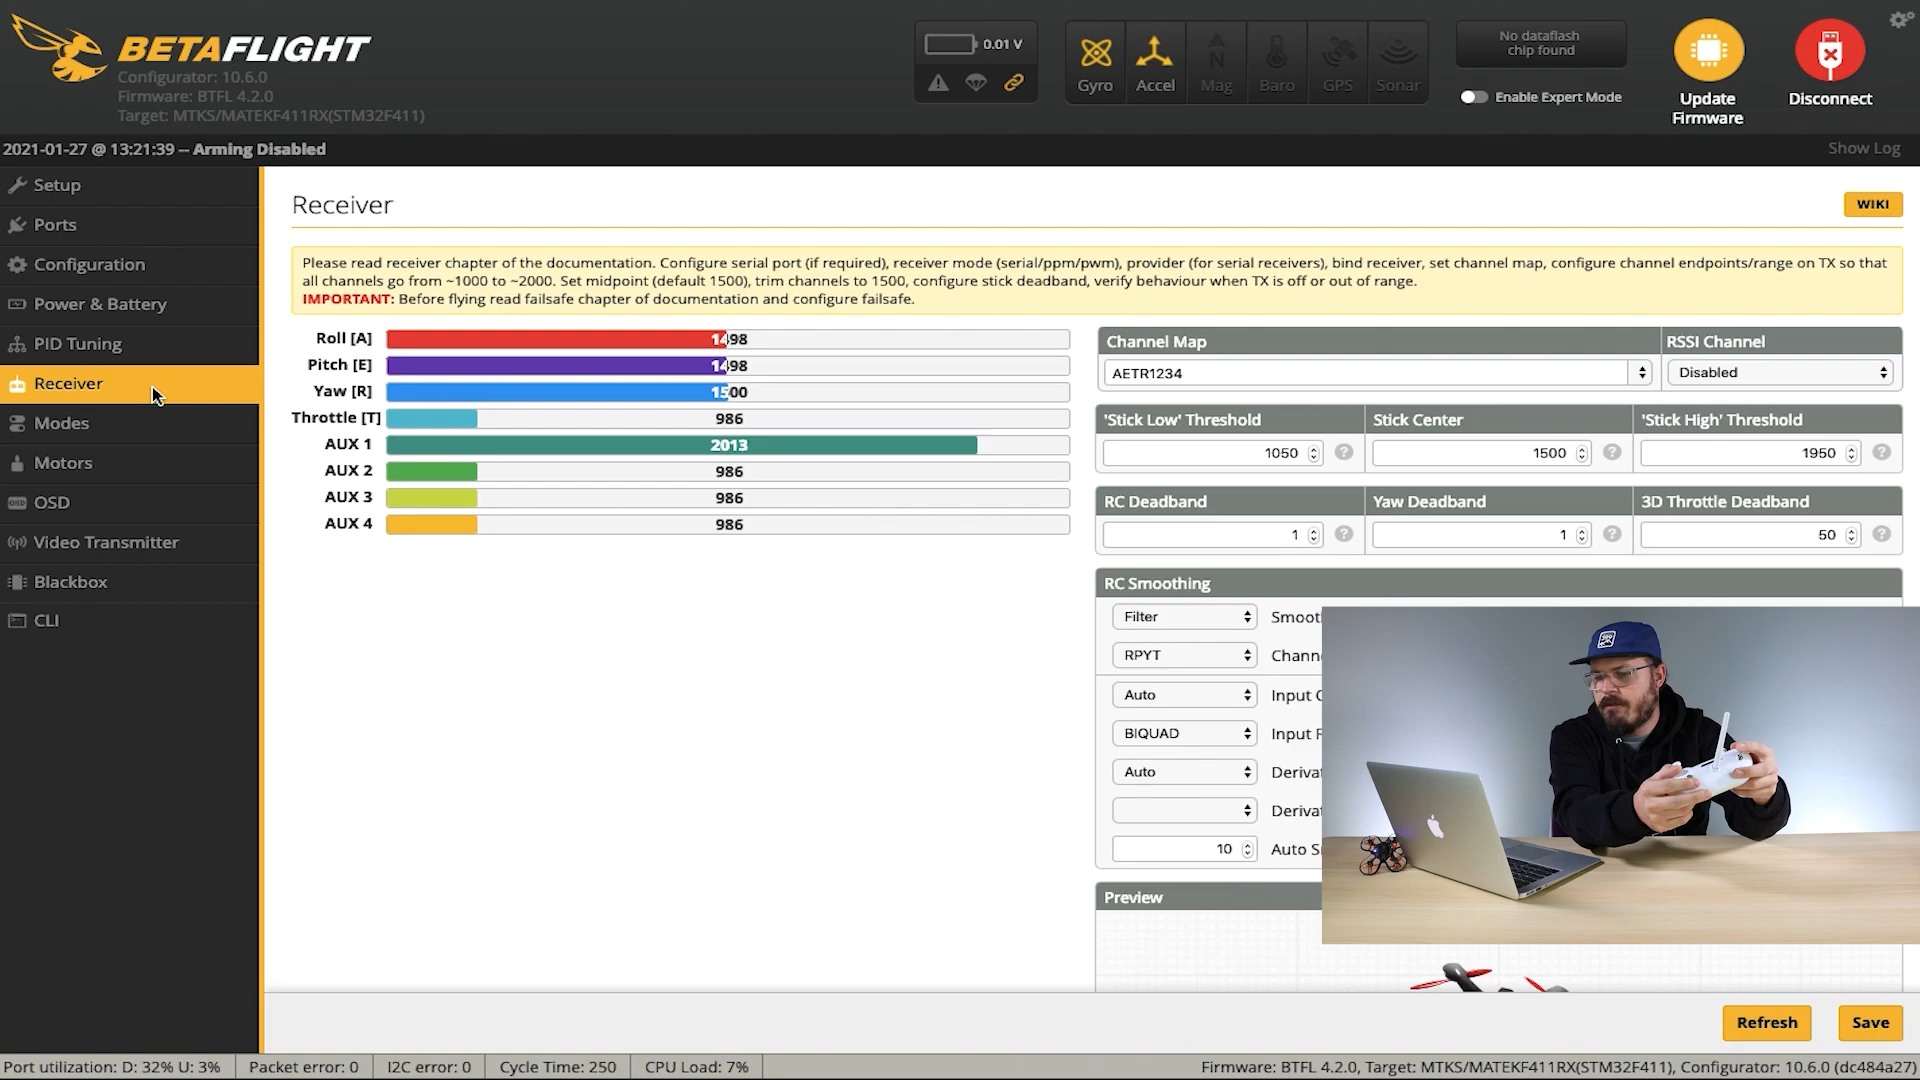 BETAFLIGHT
Configurator: 10.6.0
Firmware: BTFL 4.2.0
Target: MTKS/MATEKF411RX(STM32F411)
0.01 V
Gyro
Accel
Mag
Baro
GPS
Sonar
No dataflash
chip found
Enable Expert Mode
Update
Firmware
Disconnect
2021-01-27 @ 13:21:39 -- Arming Disabled
Show Log
Setup
Ports
Configuration
Power & Battery
PID Tuning
Receiver
Modes
Motors
OSD
Video Transmitter
Blackbox
CLI
Receiver
WIKI
Please read receiver chapter of the documentation. Configure serial port (if required), receiver mode (serial/ppm/pwm), provider (for serial receivers), bind receiver, set channel map, configure channel endpoints/range on TX so that
all channels go from ~1000 to ~2000. Set midpoint (default 1500), trim channels to 1500, configure stick deadband, verify behaviour when TX is off or out of range.
IMPORTANT: Before flying read failsafe chapter of documentation and configure failsafe.
Roll [A] 1498
Pitch [E] 1498
Yaw [R] 1500
Throttle [T] 986
AUX 1 2013
AUX 2 986
AUX 3 986
AUX 4 986
Channel Map
RSSI Channel
AETR1234
Disabled
'Stick Low' Threshold
Stick Center
'Stick High' Threshold
1050
1500
1950
RC Deadband
Yaw Deadband
3D Throttle Deadband
1
1
50
RC Smoothing
Filter Smoot
RPYT Chann
Auto Input C
BIQUAD Input F
Auto Derivat
Derivat
10 Auto S
Preview
Refresh
Save
Port utilization: D: 32% U: 3%
Packet error: 0
I2C error: 0
Cycle Time: 250
CPU Load: 7%
Firmware: BTFL 4.2.0, Target: MTKS/MATEKF411RX(STM32F411), Configurator: 10.6.0 (dc484a27)